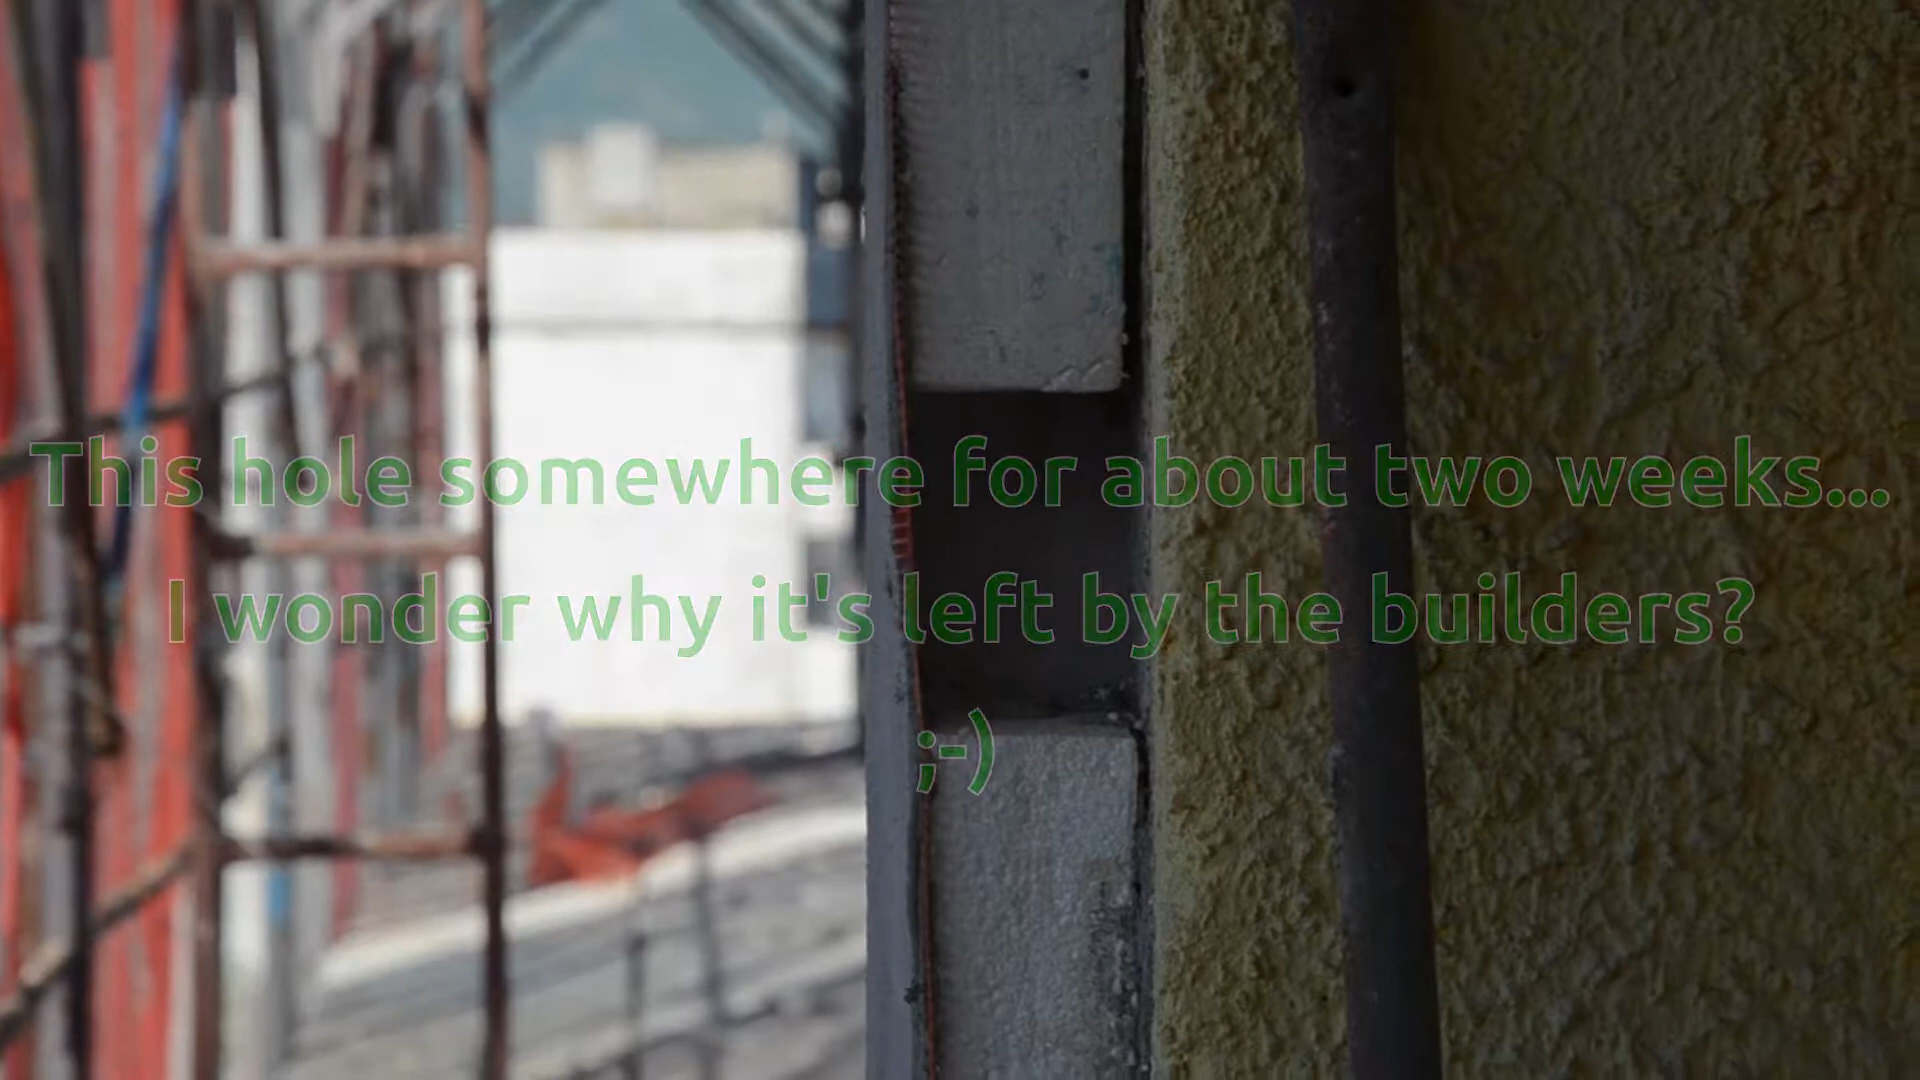 This hole somewhere for about two weeks...
I wonder why it's left by the builders?
;-)